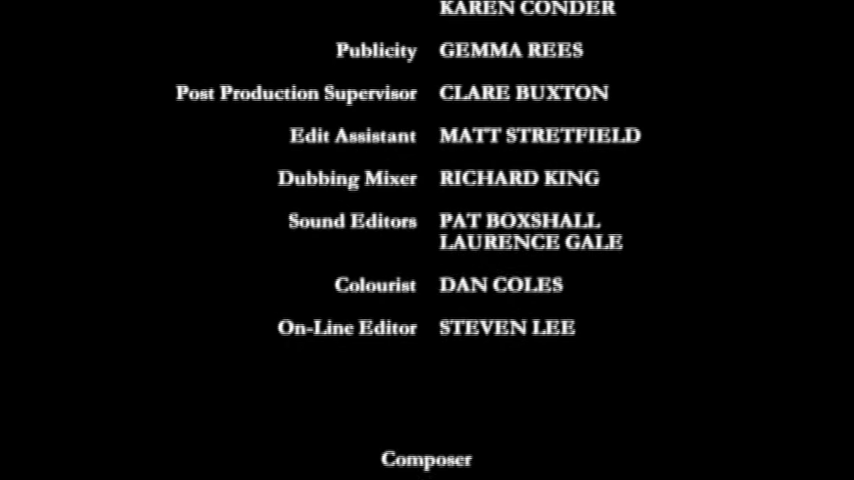 KAREN CONDER
Publicity GEMMA REES
Post Production Supervisor CLARE BUXTON
Edit Assistant MATT STRETFIELD
Dubbing Mixer RICHARD KING
Sound Editors PAT BOXSHALL
LAURENCE GALE
Colourist DAN COLES
On-Line Editor STEVEN LEE
Composer